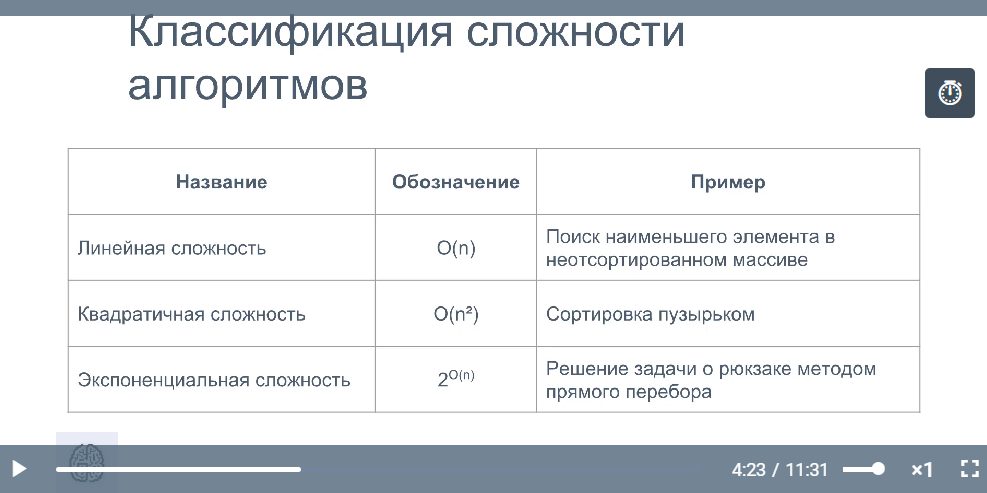 Классификация сложности
алгоритмов
Название Обозначение Пример
Линейная сложность O(n) Поиск наименьшего элемента в
неотсортированном массиве
Квадратичная сложность O(n²) Сортировка пузырьком
Экспоненциальная сложность 2^O(n) Решение задачи о рюкзаке методом
прямого перебора
4:23 / 11:31 ×1